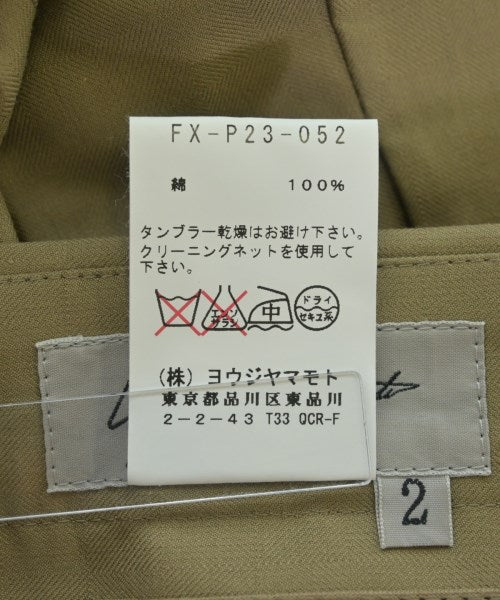 FX-P23-052
綿 100%
タンブラー乾燥はお避け下さい。
クリーニングネットを使用して
下さい。
エンソ サラシ 中 ドライ セキユ系
(株) ヨウジヤマモト
東京都品川区東品川
2-2-43 T33 QCR-F
2